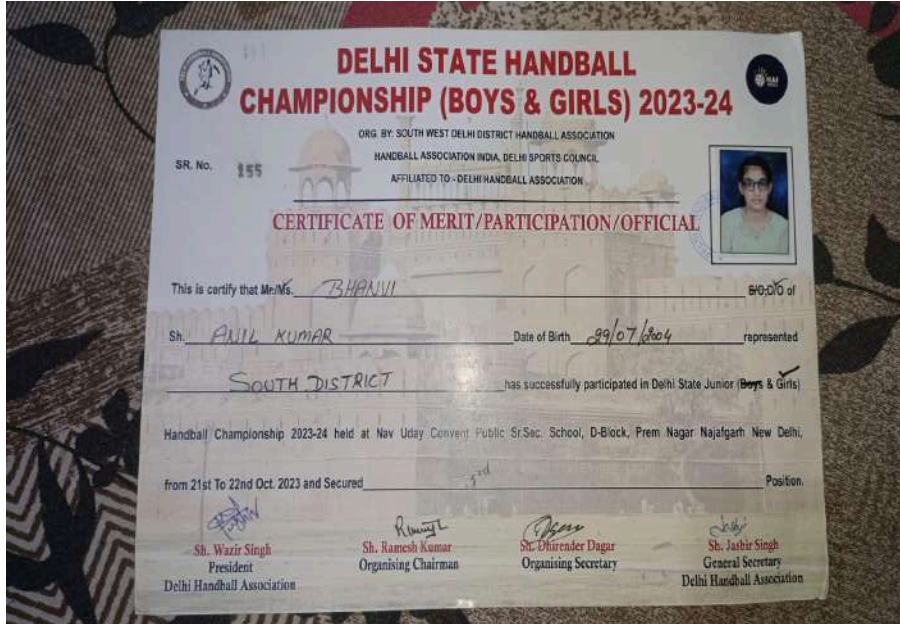 DELHI STATE HANDBALL
CHAMPIONSHIP (BOYS & GIRLS) 2023-24
ORG. BY: SOUTH WEST DELHI DISTRICT HANDBALL ASSOCIATION
HANDBALL ASSOCIATION INDIA, DELHI SPORTS COUNCIL
AFFILIATED TO:- DELHI HANDBALL ASSOCIATION
SR. No. 155
CERTIFICATE OF MERIT/PARTICIPATION/OFFICIAL
This is certify that Mr./Ms. BHANVI S/O;D/O of
Sh. ANIL KUMAR Date of Birth 29/07/2004 represented
SOUTH DISTRICT has successfully participated in Delhi State Junior (Boys & Girls)
Handball Championship 2023-24 held at Nav Uday Convent Public Sr.Sec. School, D-Block, Prem Nagar Najafgarh New Delhi,
from 21st To 22nd Oct. 2023 and Secured 3rd Position.
Sh. Wazir Singh Sh. Ramesh Kumar Sh. Dhirender Dagar Sh. Jasbir Singh
President Organising Chairman Organising Secretary General Secretary
Delhi Handball Association Delhi Handball Association